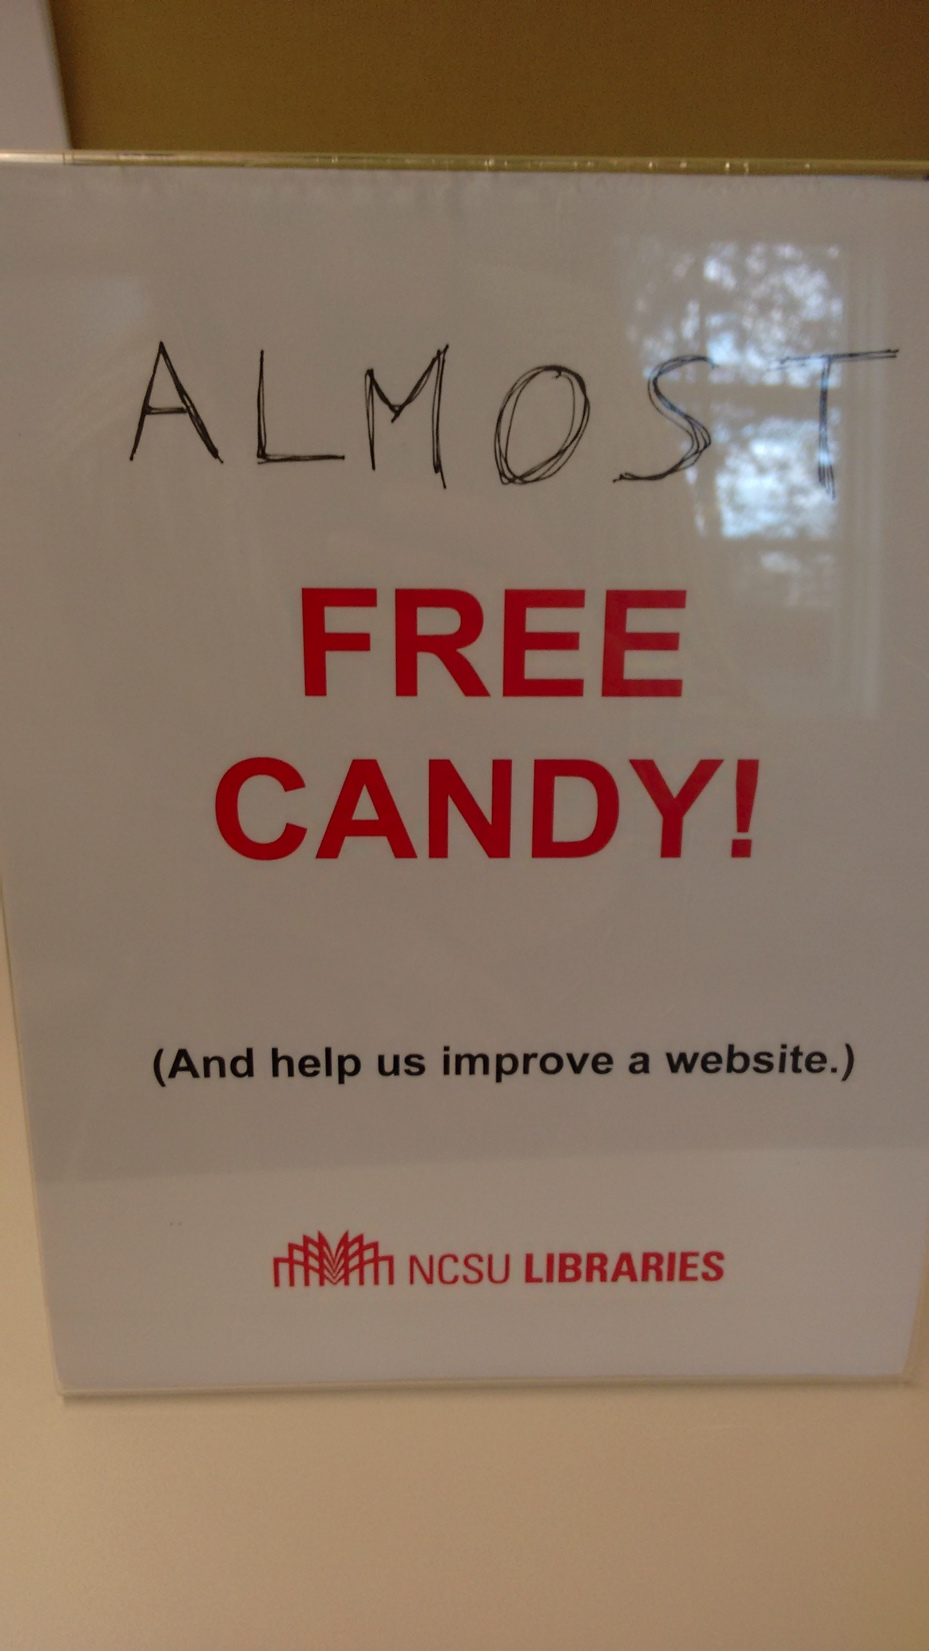 ALMOST
FREE
CANDY!
(And help us improve a website.)
NCSU LIBRARIES